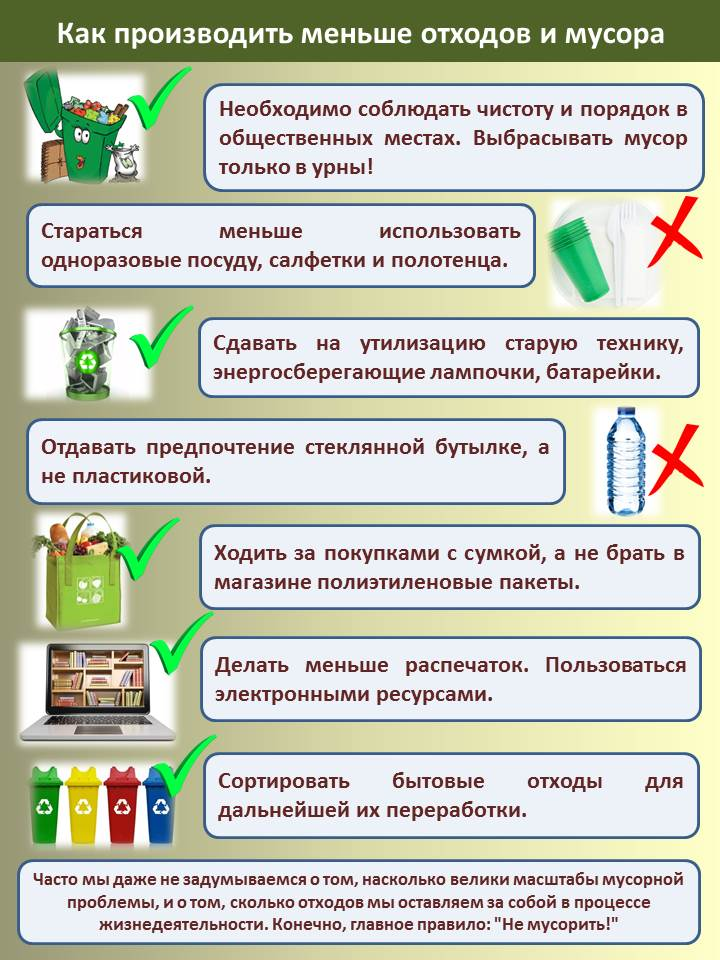 Как производить меньше отходов и мусора
Необходимо соблюдать чистоту и порядок в
общественных местах. Выбрасывать мусор
только в урны!
Стараться меньше использовать
одноразовые посуду, салфетки и полотенца.
Сдавать на утилизацию старую технику,
энергосберегающие лампочки, батарейки.
Отдавать предпочтение стеклянной бутылке, а
не пластиковой.
Ходить за покупками с сумкой, а не брать в
магазине полиэтиленовые пакеты.
Делать меньше распечаток. Пользоваться
электронными ресурсами.
Сортировать бытовые отходы для
дальнейшей их переработки.
Часто мы даже не задумываемся о том, насколько велики масштабы мусорной
проблемы, и о том, сколько отходов мы оставляем за собой в процессе
жизнедеятельности. Конечно, главное правило: "Не мусорить!"